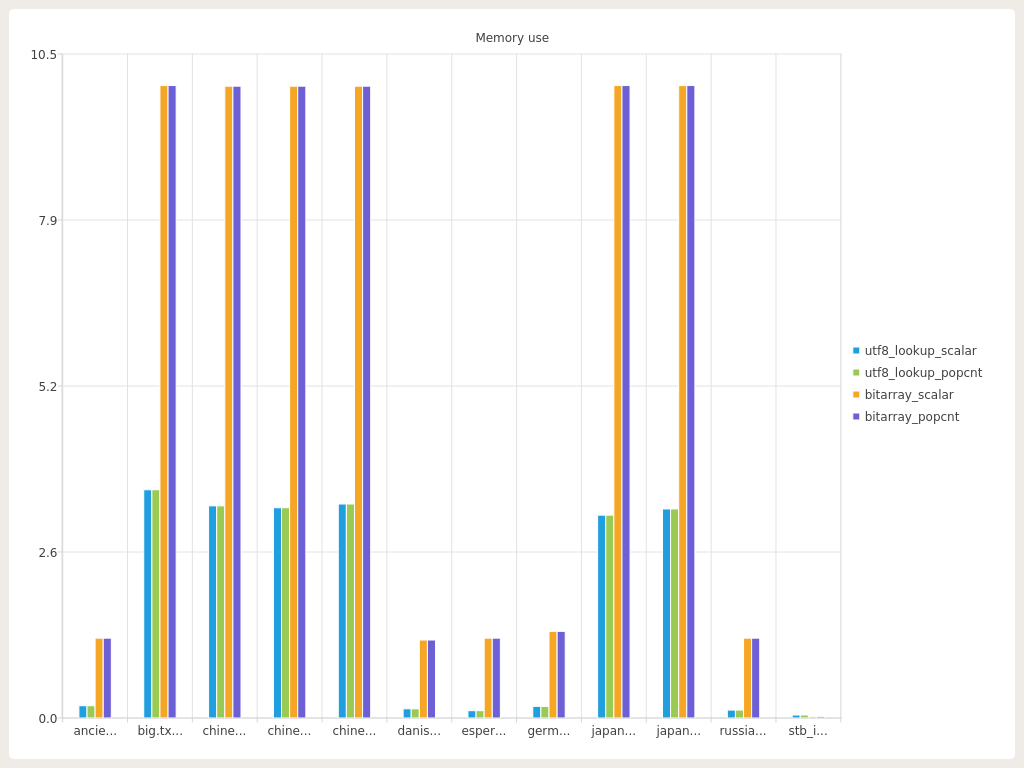 Memory use
10.5
7.9
5.2
2.6
0.0
ancie... big.tx... chine... chine... chine... danis... esper... germ... japan... japan... russia... stb_i...
utf8_lookup_scalar
utf8_lookup_popcnt
bitarray_scalar
bitarray_popcnt